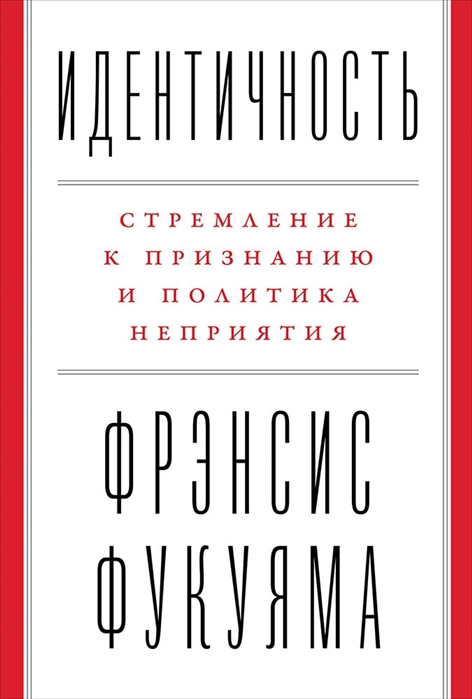 ИДЕНТИЧНОСТЬ
СТРЕМЛЕНИЕ
К ПРИЗНАНИЮ
И ПОЛИТИКА
НЕПРИЯТИЯ
ФРЭНСИС
ФУКУЯМА